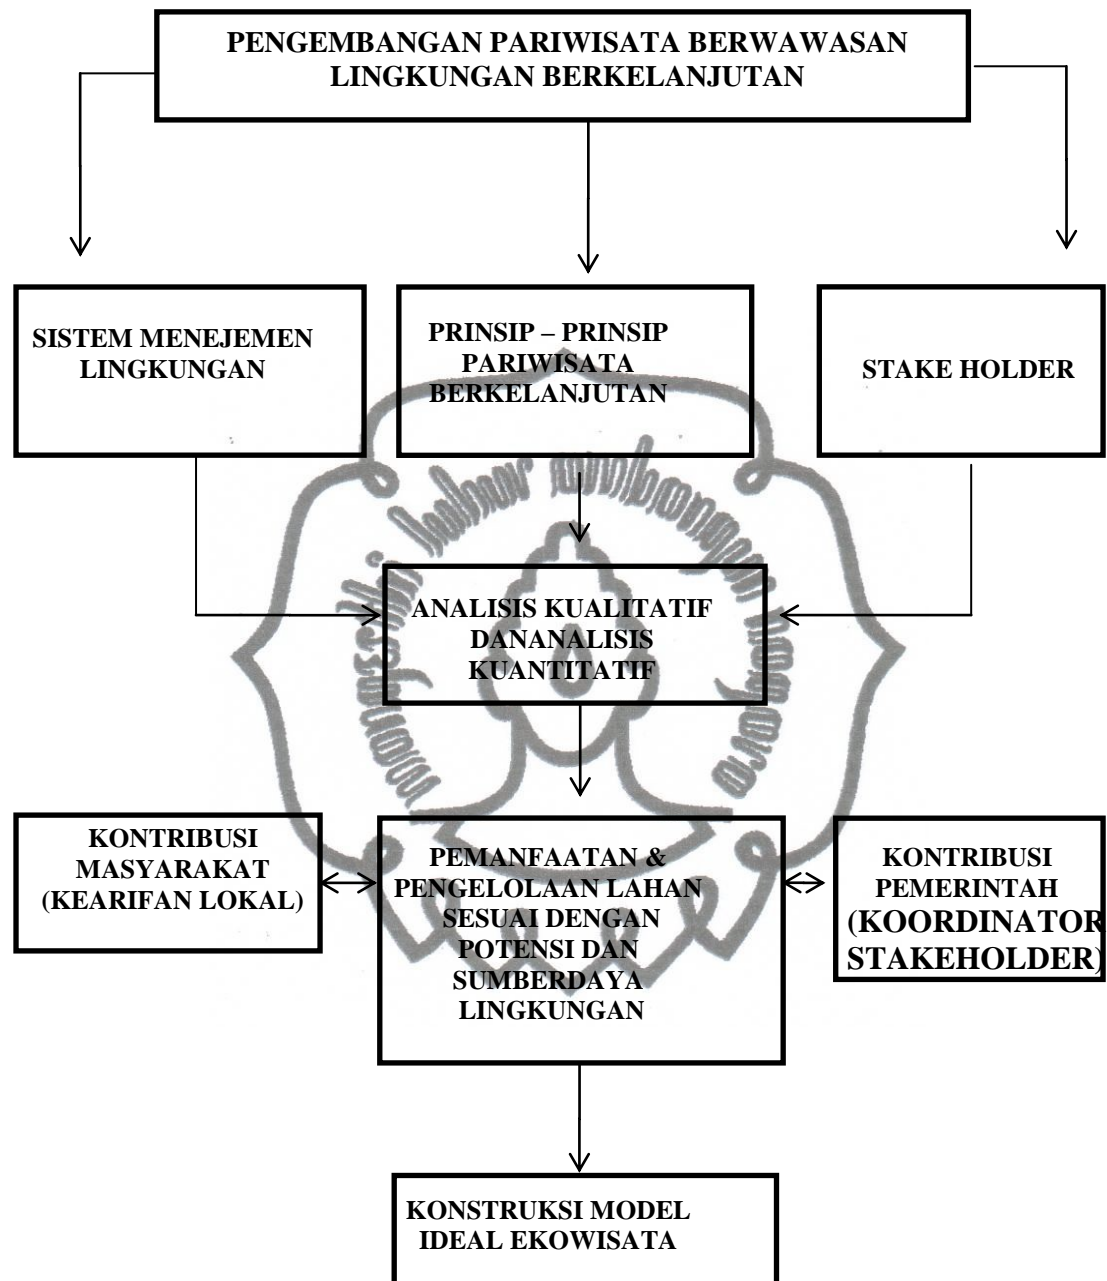 PENGEMBANGAN PARIWISATA BERWAWASAN
LINGKUNGAN BERKELANJUTAN
SISTEM MENEJEMEN
LINGKUNGAN
PRINSIP – PRINSIP
PARIWISATA
BERKELANJUTAN
STAKE HOLDER
ANALISIS KUALITATIF
DANANALISIS
KUANTITATIF
KONTRIBUSI
MASYARAKAT
(KEARIFAN LOKAL)
PEMANFAATAN &
PENGELOLAAN LAHAN
SESUAI DENGAN
POTENSI DAN
SUMBERDAYA
LINGKUNGAN
KONTRIBUSI
PEMERINTAH
(KOORDINATOR
STAKEHOLDER)
KONSTRUKSI MODEL
IDEAL EKOWISATA